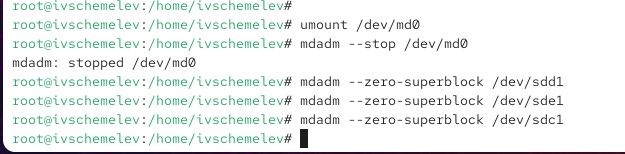 root@ivschemelev:/home/ivschemelev#
root@ivschemelev:/home/ivschemelev# umount /dev/md0
root@ivschemelev:/home/ivschemelev# mdadm --stop /dev/md0
mdadm: stopped /dev/md0
root@ivschemelev:/home/ivschemelev# mdadm --zero-superblock /dev/sdd1
root@ivschemelev:/home/ivschemelev# mdadm --zero-superblock /dev/sde1
root@ivschemelev:/home/ivschemelev# mdadm --zero-superblock /dev/sdc1
root@ivschemelev:/home/ivschemelev#